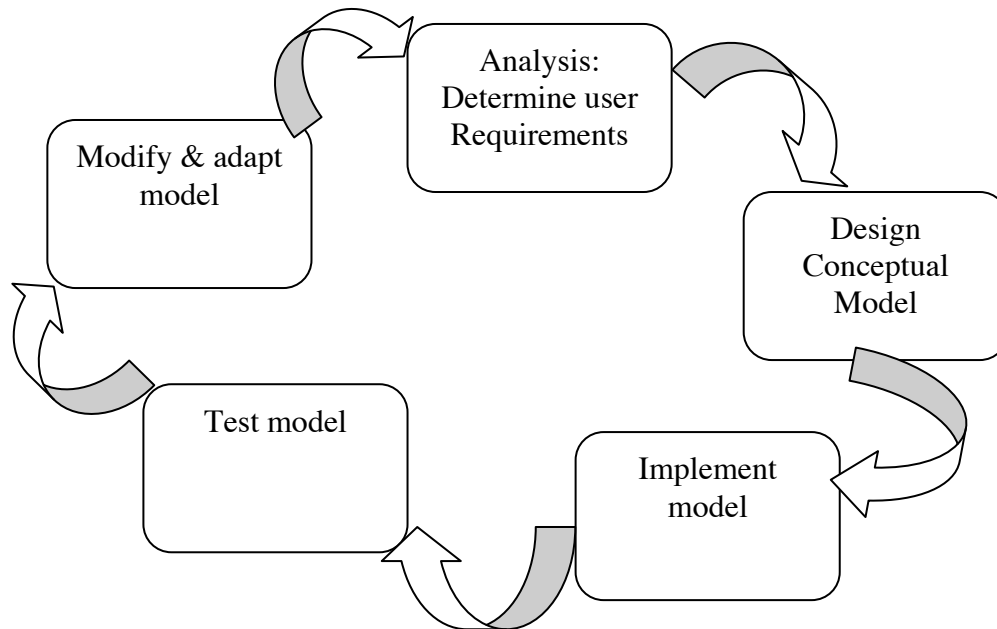 Analysis:
Determine user
Requirements
Design
Conceptual
Model
Implement
model
Test model
Modify & adapt
model